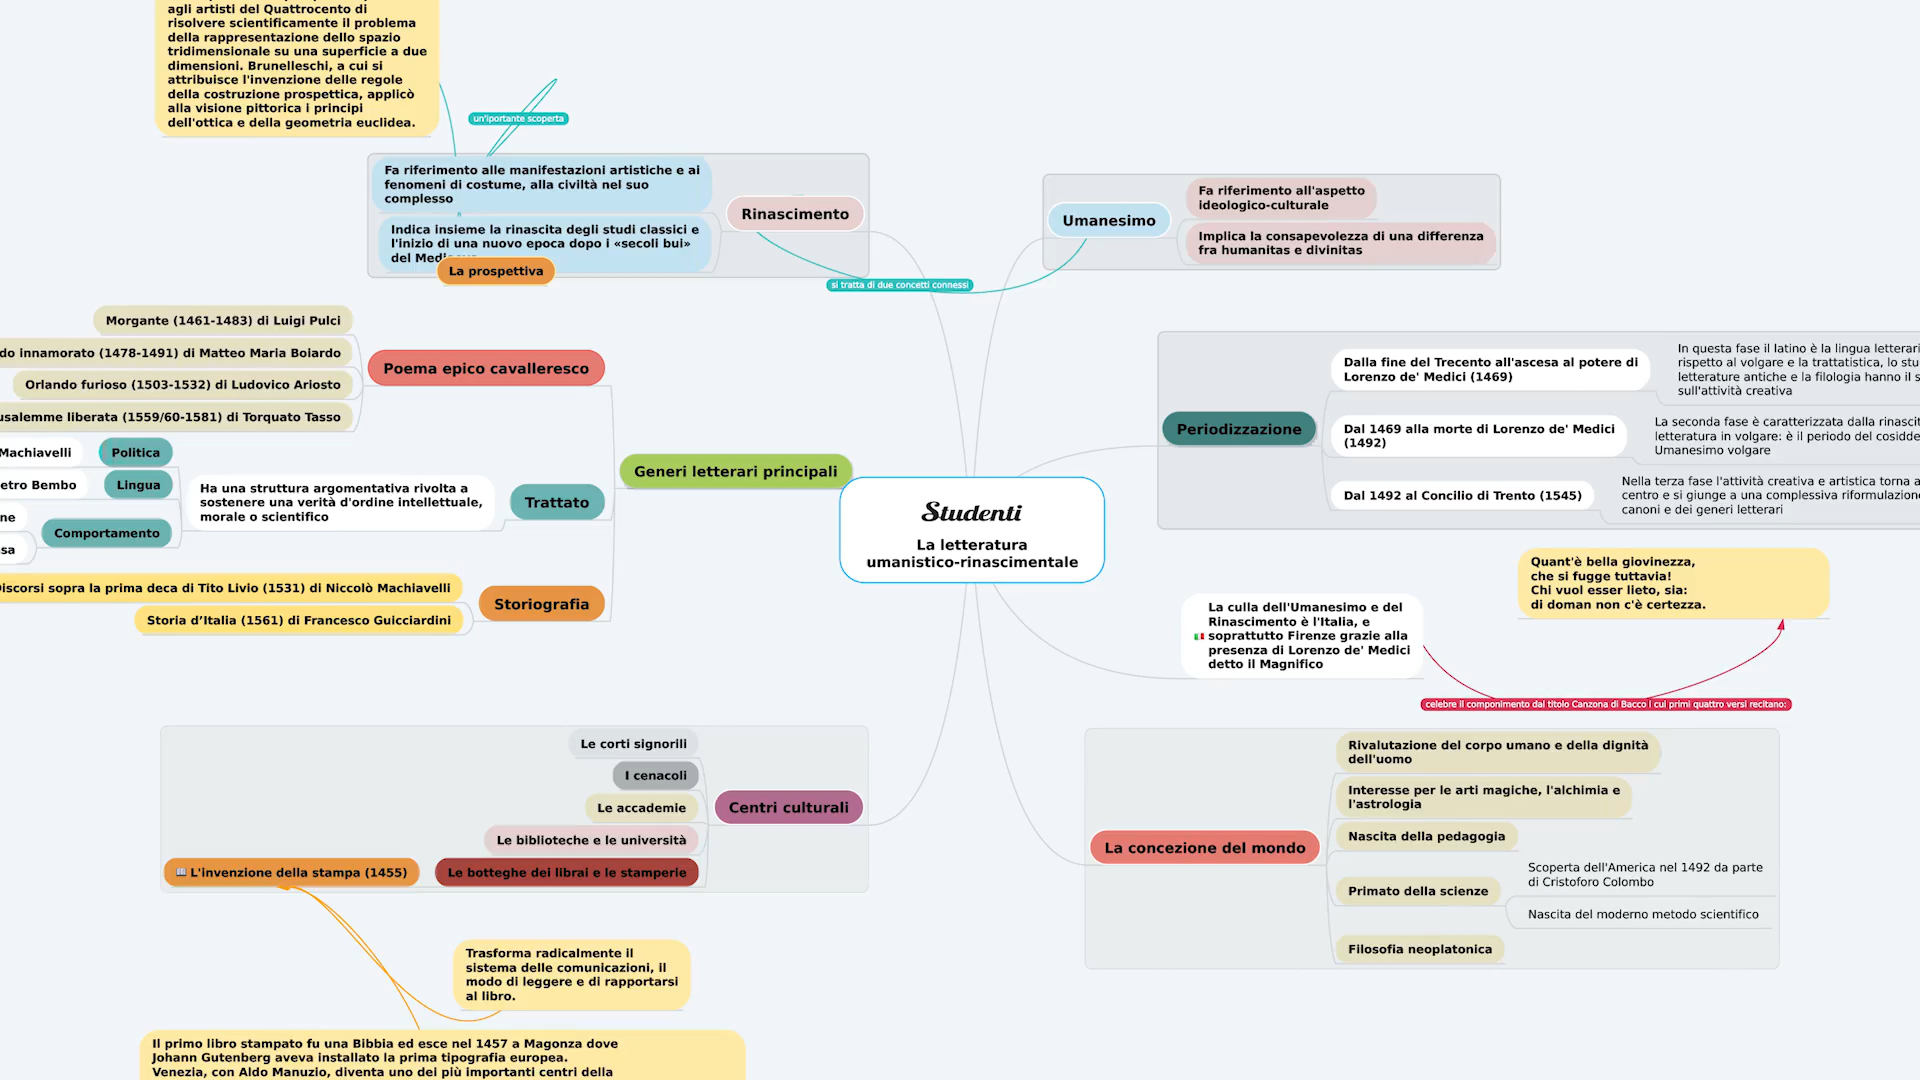 agli artisti del Quattrocento di
risolvere scientificamente il problema
della rappresentazione dello spazio
tridimensionale su una superficie a due
dimensioni. Brunelleschi, a cui si
attribuisce l'invenzione delle regole
della costruzione prospettica, applicò
alla visione pittorica i principi
dell'ottica e della geometria euclidea.
un'iportante scoperta
Fa riferimento alle manifestazioni artistiche e ai
fenomeni di costume, alla civiltà nel suo
complesso
Indica insieme la rinascita degli studi classici e
l'inizio di una nuovo epoca dopo i «secoli bui»
del
La prospettiva
Rinascimento
si tratta di due concetti connessi
Umanesimo
Fa riferimento all'aspetto
ideologico-culturale
Implica la consapevolezza di una differenza
fra humanitas e divinitas
Morgante (1461-1483) di Luigi Pulci
innamorato (1478-1491) di Matteo Maria Boiardo
Orlando furioso (1503-1532) di Ludovico Ariosto
liberata (1559/60-1581) di Torquato Tasso
Poema epico cavalleresco
Machiavelli
Politica
Bembo
Lingua
Comportamento
Ha una struttura argomentativa rivolta a
sostenere una verità d'ordine intellettuale,
morale o scientifico
Trattato
Generi letterari principali
Discorsi sopra la prima deca di Tito Livio (1531) di Niccolò Machiavelli
Storia d’Italia (1561) di Francesco Guicciardini
Storiografia
Studenti
La letteratura
umanistico-rinascimentale
Periodizzazione
Dalla fine del Trecento all'ascesa al potere di
Lorenzo de' Medici (1469)
In questa fase il latino è la lingua
rispetto al volgare e la trattatistica, lo
letterature antiche e la filologia hanno il
sull'attività creativa
Dal 1469 alla morte di Lorenzo de' Medici
(1492)
La seconda fase è caratterizzata dalla
letteratura in volgare: è il periodo del
Umanesimo volgare
Dal 1492 al Concilio di Trento (1545)
Nella terza fase l'attività creativa e artistica torna
centro e si giunge a una complessiva
canoni e dei generi letterari
La culla dell'Umanesimo e del
Rinascimento è l'Italia, e
soprattutto Firenze grazie alla
presenza di Lorenzo de' Medici
detto il Magnifico
Quant'è bella giovinezza,
che si fugge tuttavia!
Chi vuol esser lieto, sia:
di doman non c'è certezza.
celebre il componimento dal titolo Canzona di Bacco i cui primi quattro versi recitano:
Le corti signorili
I cenacoli
Le accademie
Le biblioteche e le università
Le botteghe dei librai e le stamperie
L'invenzione della stampa (1455)
Centri culturali
Trasforma radicalmente il
sistema delle comunicazioni, il
modo di leggere e di rapportarsi
al libro.
Il primo libro stampato fu una Bibbia ed esce nel 1457 a Magonza dove
Johann Gutenberg aveva installato la prima tipografia europea.
Venezia, con Aldo Manuzio, diventa uno dei più importanti centri della
La concezione del mondo
Rivalutazione del corpo umano e della dignità
dell'uomo
Interesse per le arti magiche, l'alchimia e
l'astrologia
Nascita della pedagogia
Primato della scienze
Scoperta dell'America nel 1492 da parte
di Cristoforo Colombo
Nascita del moderno metodo scientifico
Filosofia neoplatonica